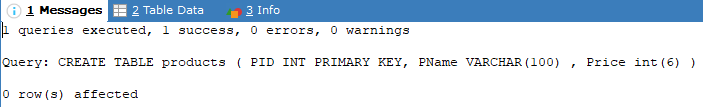 1 Messages 2 Table Data 3 Info
1 queries executed, 1 success, 0 errors, 0 warnings
Query: CREATE TABLE products ( PID INT PRIMARY KEY, PName VARCHAR(100) , Price int(6) )
0 row(s) affected